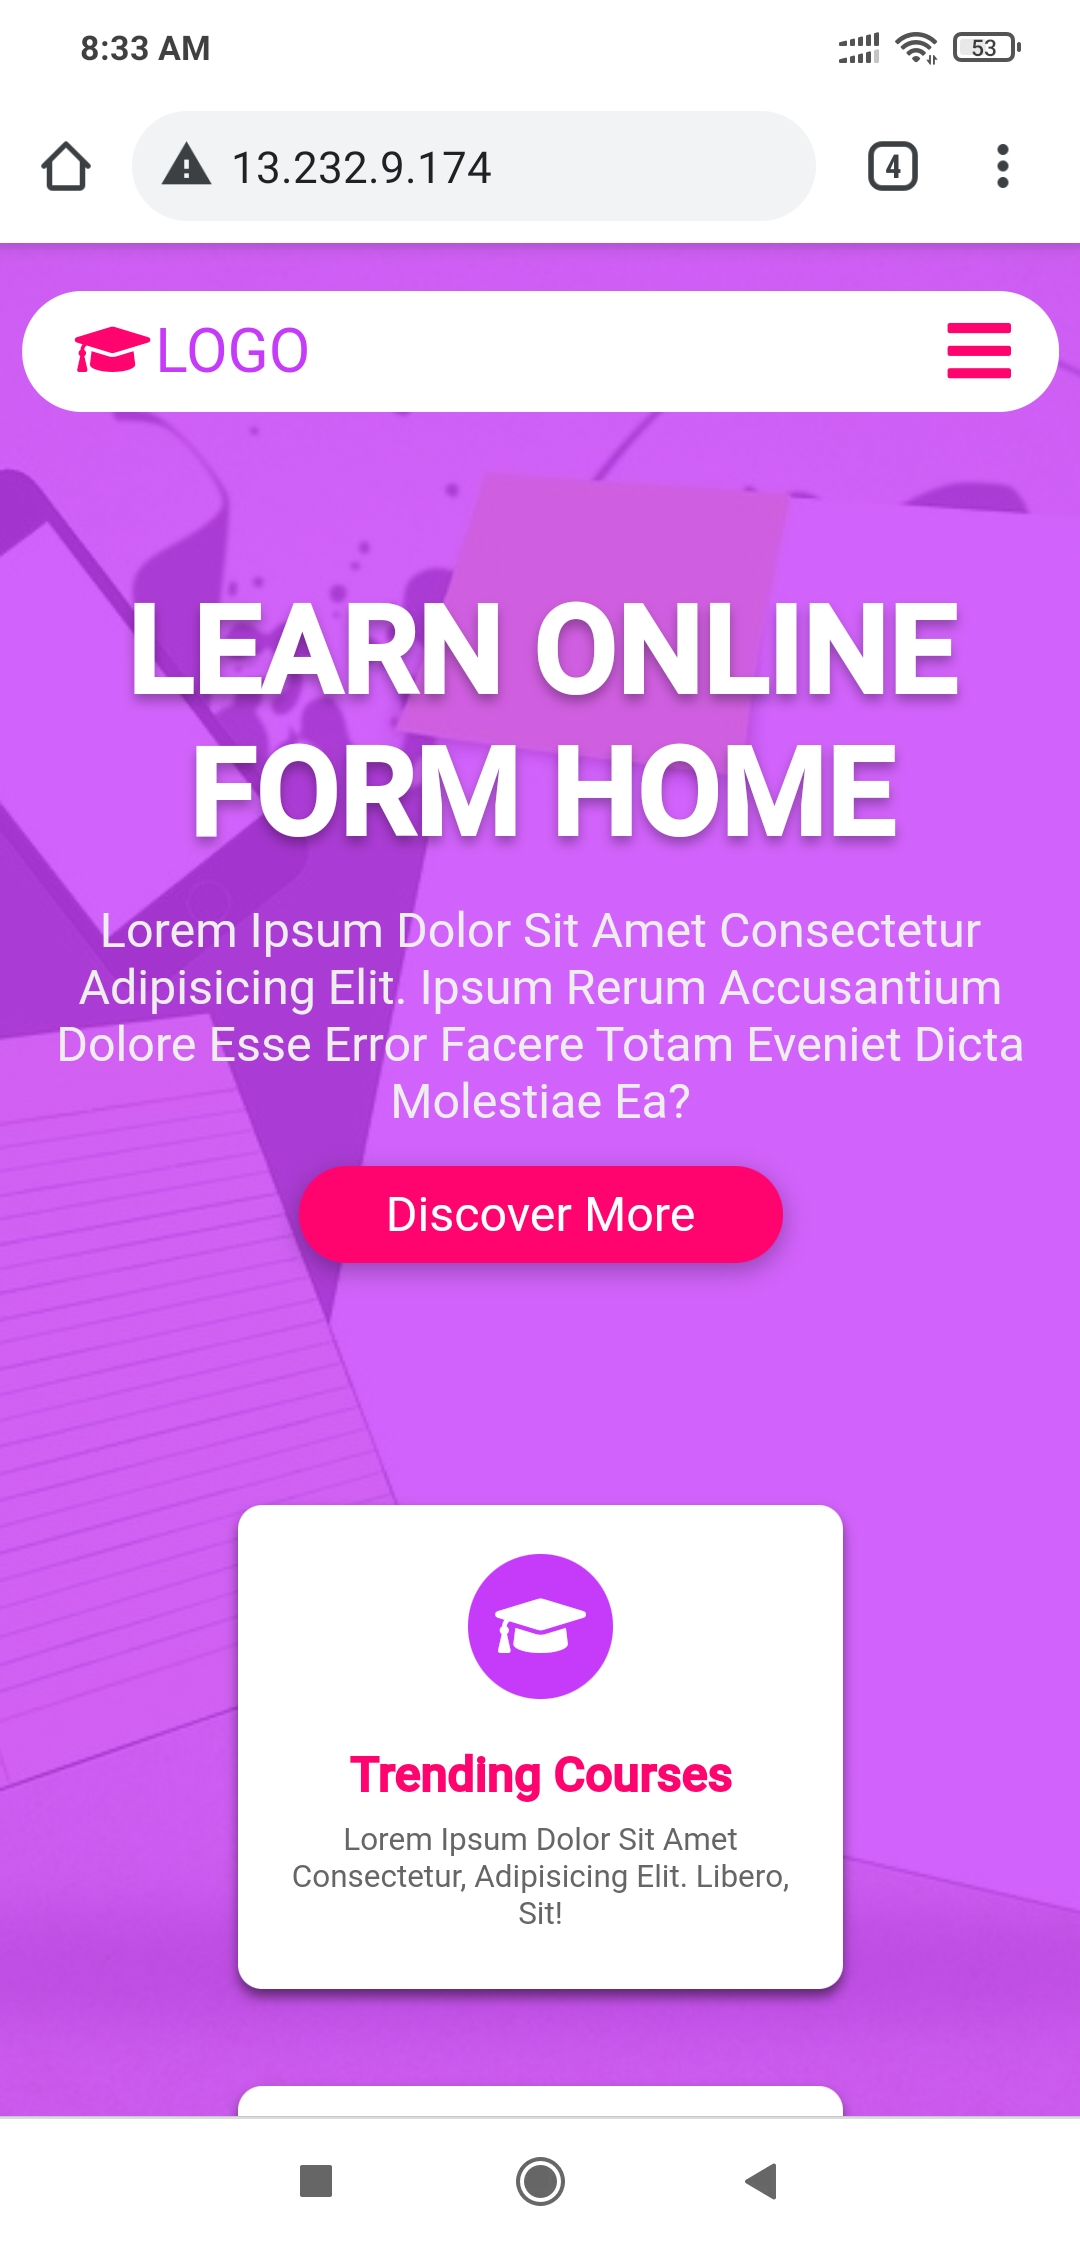 8:33 AM
53
13.232.9.174
4
LOGO
LEARN ONLINE
FORM HOME
Lorem Ipsum Dolor Sit Amet Consectetur
Adipisicing Elit. Ipsum Rerum Accusantium
Dolore Esse Error Facere Totam Eveniet Dicta
Molestiae Ea?
Discover More
Trending Courses
Lorem Ipsum Dolor Sit Amet
Consectetur, Adipisicing Elit. Libero,
Sit!